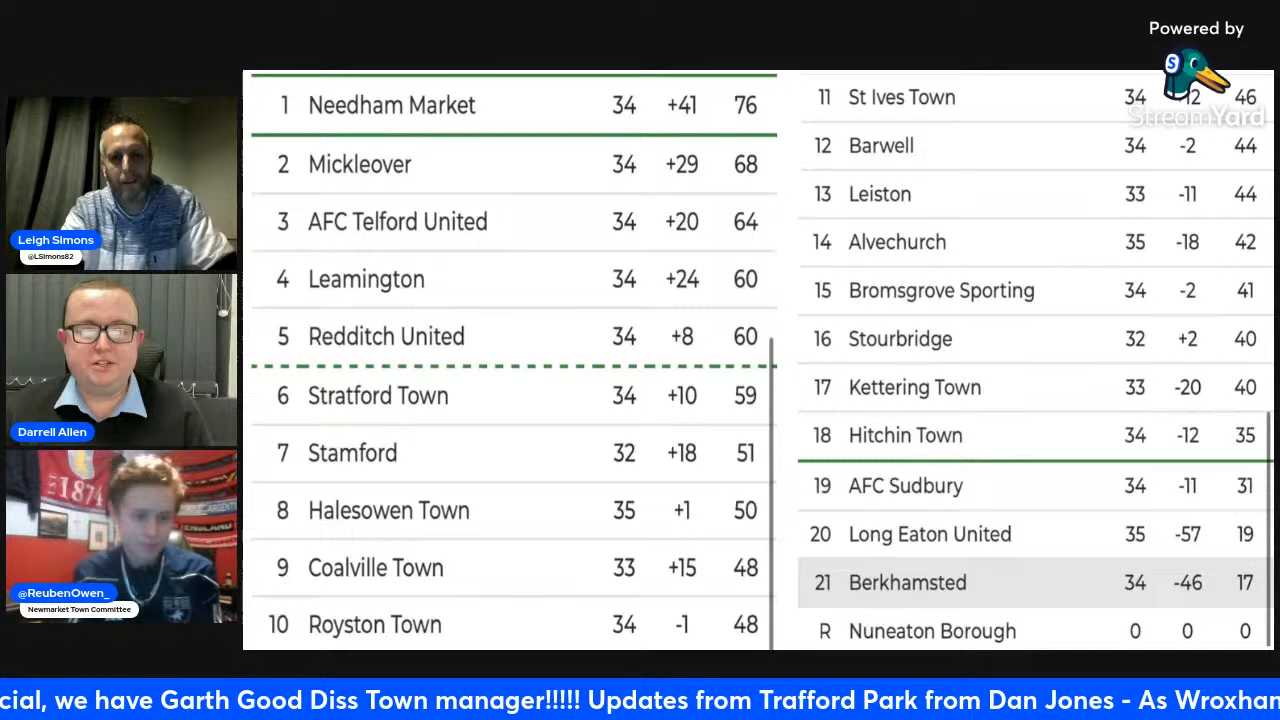 Powered by
S
StreamYard
1 Needham Market 34 +41 76
2 Mickleover 34 +29 68
3 AFC Telford United 34 +20 64
4 Leamington 34 +24 60
5 Redditch United 34 +8 60
6 Stratford Town 34 +10 59
7 Stamford 32 +18 51
8 Halesowen Town 35 +1 50
9 Coalville Town 33 +15 48
10 Royston Town 34 -1 48
11 St Ives Town 34 46
12 Barwell 34 -2 44
13 Leiston 33 -11 44
14 Alvechurch 35 -18 42
15 Bromsgrove Sporting 34 -2 41
16 Stourbridge 32 +2 40
17 Kettering Town 33 -20 40
18 Hitchin Town 34 -12 35
19 AFC Sudbury 34 -11 31
20 Long Eaton United 35 -57 19
21 Berkhamsted 34 -46 17
R Nuneaton Borough 0 0 0
Leigh Simons
@LSimons82
Darrell Allen
1874
ENGLAND
@ReubenOwen_
Newmarket Town Committee
cial, we have Garth Good Diss Town manager!!!!! Updates from Trafford Park from Dan Jones - As Wroxham